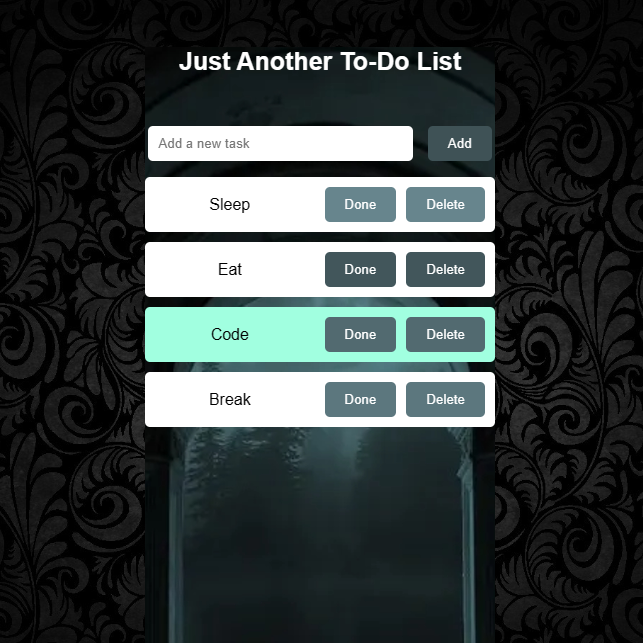 Just Another To-Do List
Add a new task Add
Sleep Done Delete
Eat Done Delete
Code Done Delete
Break Done Delete